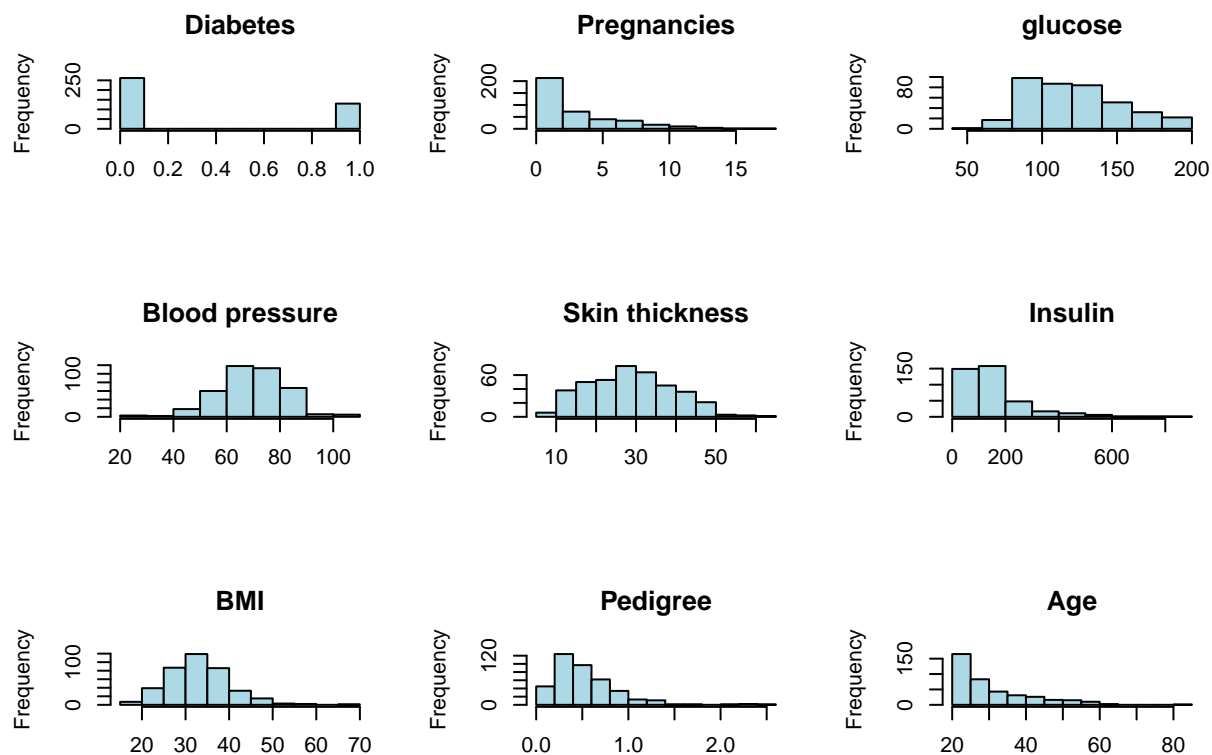 Diabetes
Frequency
0 250
0.0 0.2 0.4 0.6 0.8 1.0
Pregnancies
Frequency
0 200
0 5 10 15
glucose
Frequency
0 80
50 100 150 200
Blood pressure
Frequency
0 100
20 40 60 80 100
Skin thickness
Frequency
0 60
10 30 50
Insulin
Frequency
0 150
0 200 600
BMI
Frequency
0 100
20 30 40 50 60 70
Pedigree
Frequency
0 120
0.0 1.0 2.0
Age
Frequency
0 150
20 40 60 80